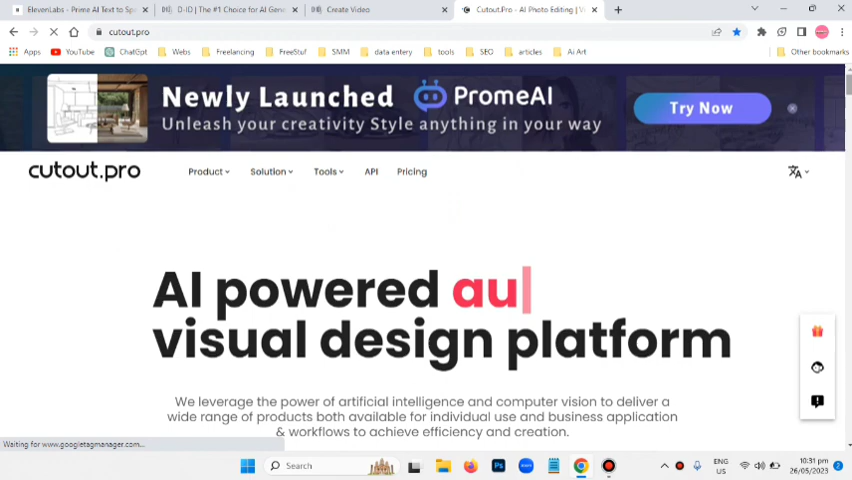 ElevenLabs - Prime AI Text to Spe
D-ID | The #1 Choice for AI Gene
Create Video
Cutout.Pro - AI Photo Editing | V
cutout.pro
Apps
YouTube
ChatGpt
Webs
Freelancing
FreeStuf
SMM
data entery
tools
SEO
articles
Ai Art
Other bookmarks
Newly Launched PromeAI
Unleash your creativity Style anything in your way
Try Now
cutout.pro
Product
Solution
Tools
API
Pricing
AI powered au
visual design platform
We leverage the power of artificial intelligence and computer vision to deliver a
wide range of products both available for individual use and business application
& workflows to achieve efficiency and creation.
Waiting for www.googletagmanager.com...
Search
Ps
zoom
ENG
US
10:31 pm
26/05/2023
2